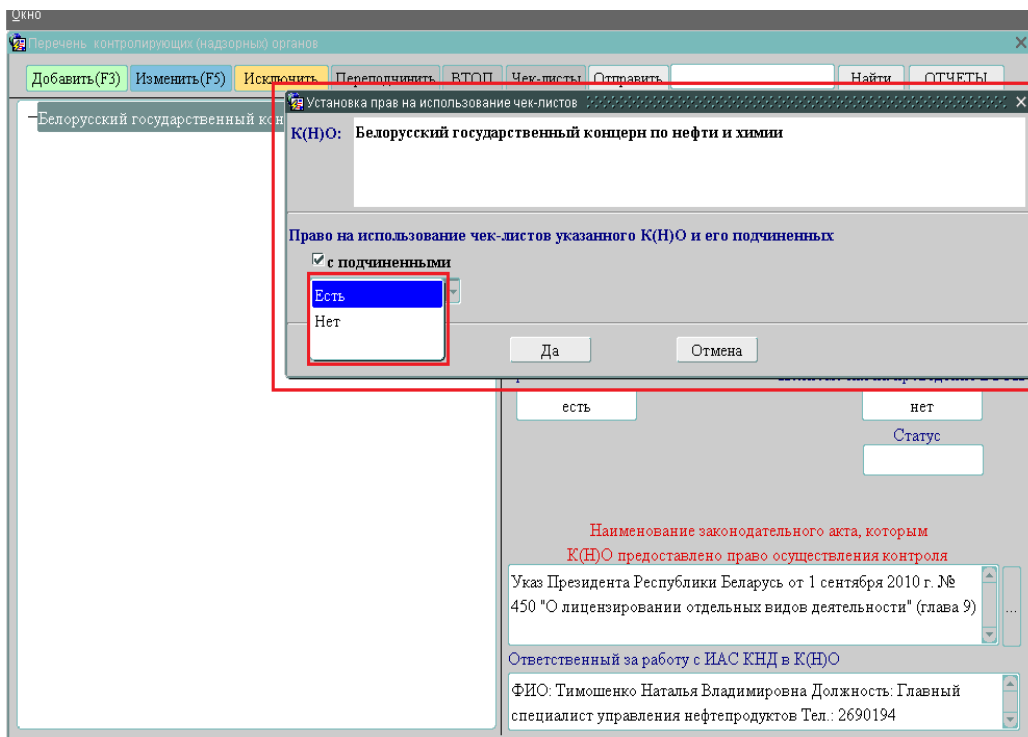 Окно
Перечень контролирующих (надзорных) органов
Добавить(F3) Изменить(F5) Исключить Переподчинить ВТОП Чек-листы Отправить Найти ОТЧЕТЫ
Белорусский государственный
Установка прав на использование чек-листов
К(Н)О: Белорусский государственный концерн по нефти и химии
Право на использование чек-листов указанного К(Н)О и его подчиненных
с подчиненными
Есть
Нет
Да Отмена
есть нет
Статус
Наименование законодательного акта, которым
К(Н)О предоставлено право осуществления контроля
Указ Президента Республики Беларусь от 1 сентября 2010 г. №
450 "О лицензировании отдельных видов деятельности" (глава 9)
...
Ответственный за работу с ИАС КНД в К(Н)О
ФИО: Тимошенко Наталья Владимировна Должность: Главный
специалист управления нефтепродуктов Тел.: 2690194